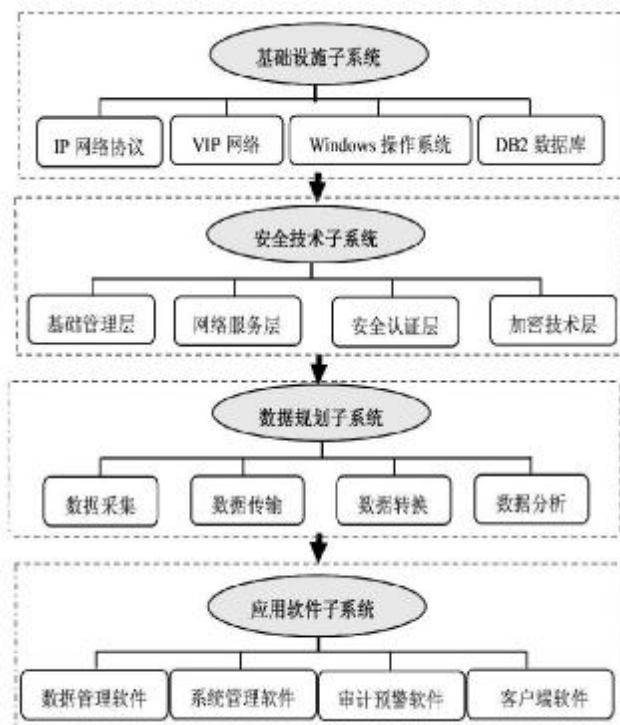 基础设施子系统
IP 网络协议
VIP 网络
Windows 操作系统
DB2 数据库
安全技术子系统
基础管理层
网络服务层
安全认证层
加密技术层
数据规划子系统
数据采集
数据传输
数据转换
数据分析
应用软件子系统
数据管理软件
系统管理软件
审计预警软件
客户端软件